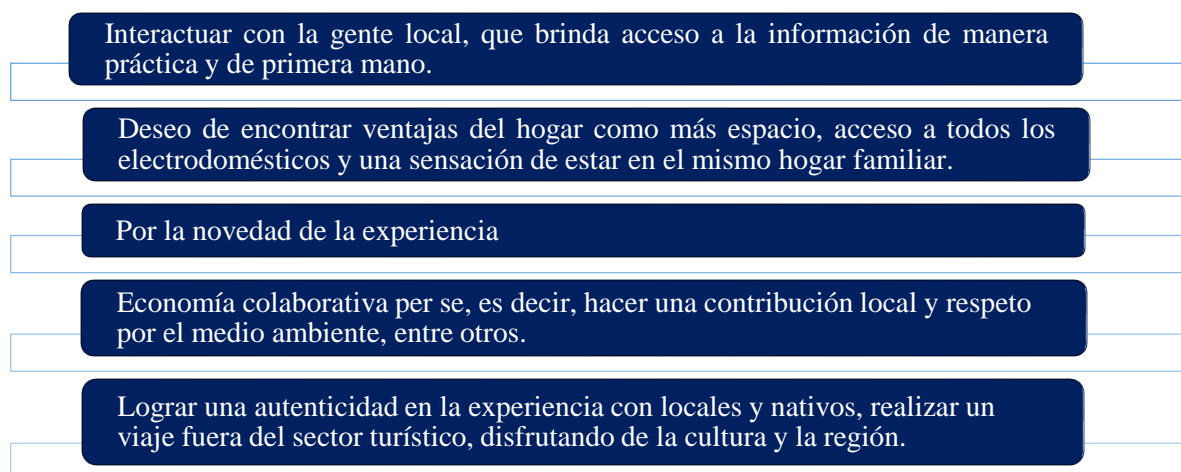 Interactuar con la gente local, que brinda acceso a la información de manera
práctica y de primera mano.
Deseo de encontrar ventajas del hogar como más espacio, acceso a todos los
electrodomésticos y una sensación de estar en el mismo hogar familiar.
Por la novedad de la experiencia
Economía colaborativa per se, es decir, hacer una contribución local y respeto
por el medio ambiente, entre otros.
Lograr una autenticidad en la experiencia con locales y nativos, realizar un
viaje fuera del sector turístico, disfrutando de la cultura y la región.